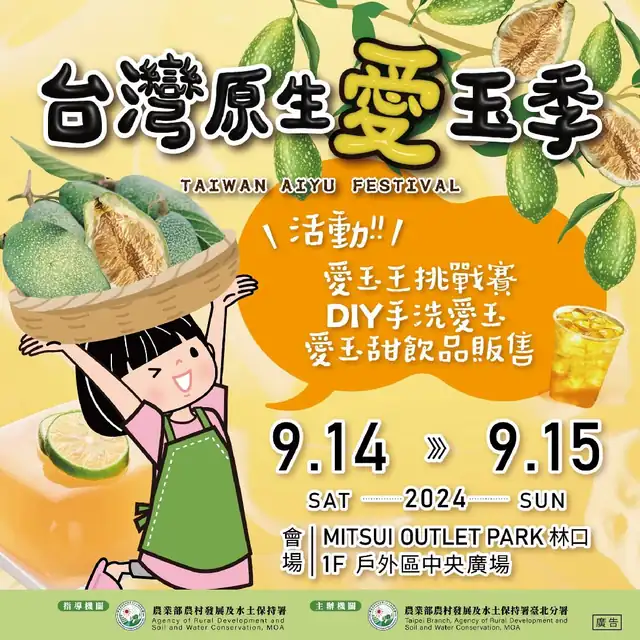 台灣原生愛玉季
TAIWAN AIYU FESTIVAL
\ 活動!! /
愛玉王挑戰賽
DIY手洗愛玉
愛玉甜飲品販售
9.14 》 9.15
SAT 2024 SUN
會場 MITSUI OUTLET PARK 林口
1F 戶外區中央廣場
指導機關 農業部農村發展及水土保持署 主辦機關 農業部農村發展及水土保持署臺北分署
Agency of Rural Development and Soil and Water Conservation, MOA
Taipei Branch, Agency of Rural Development and Soil and Water Conservation, MOA
廣告